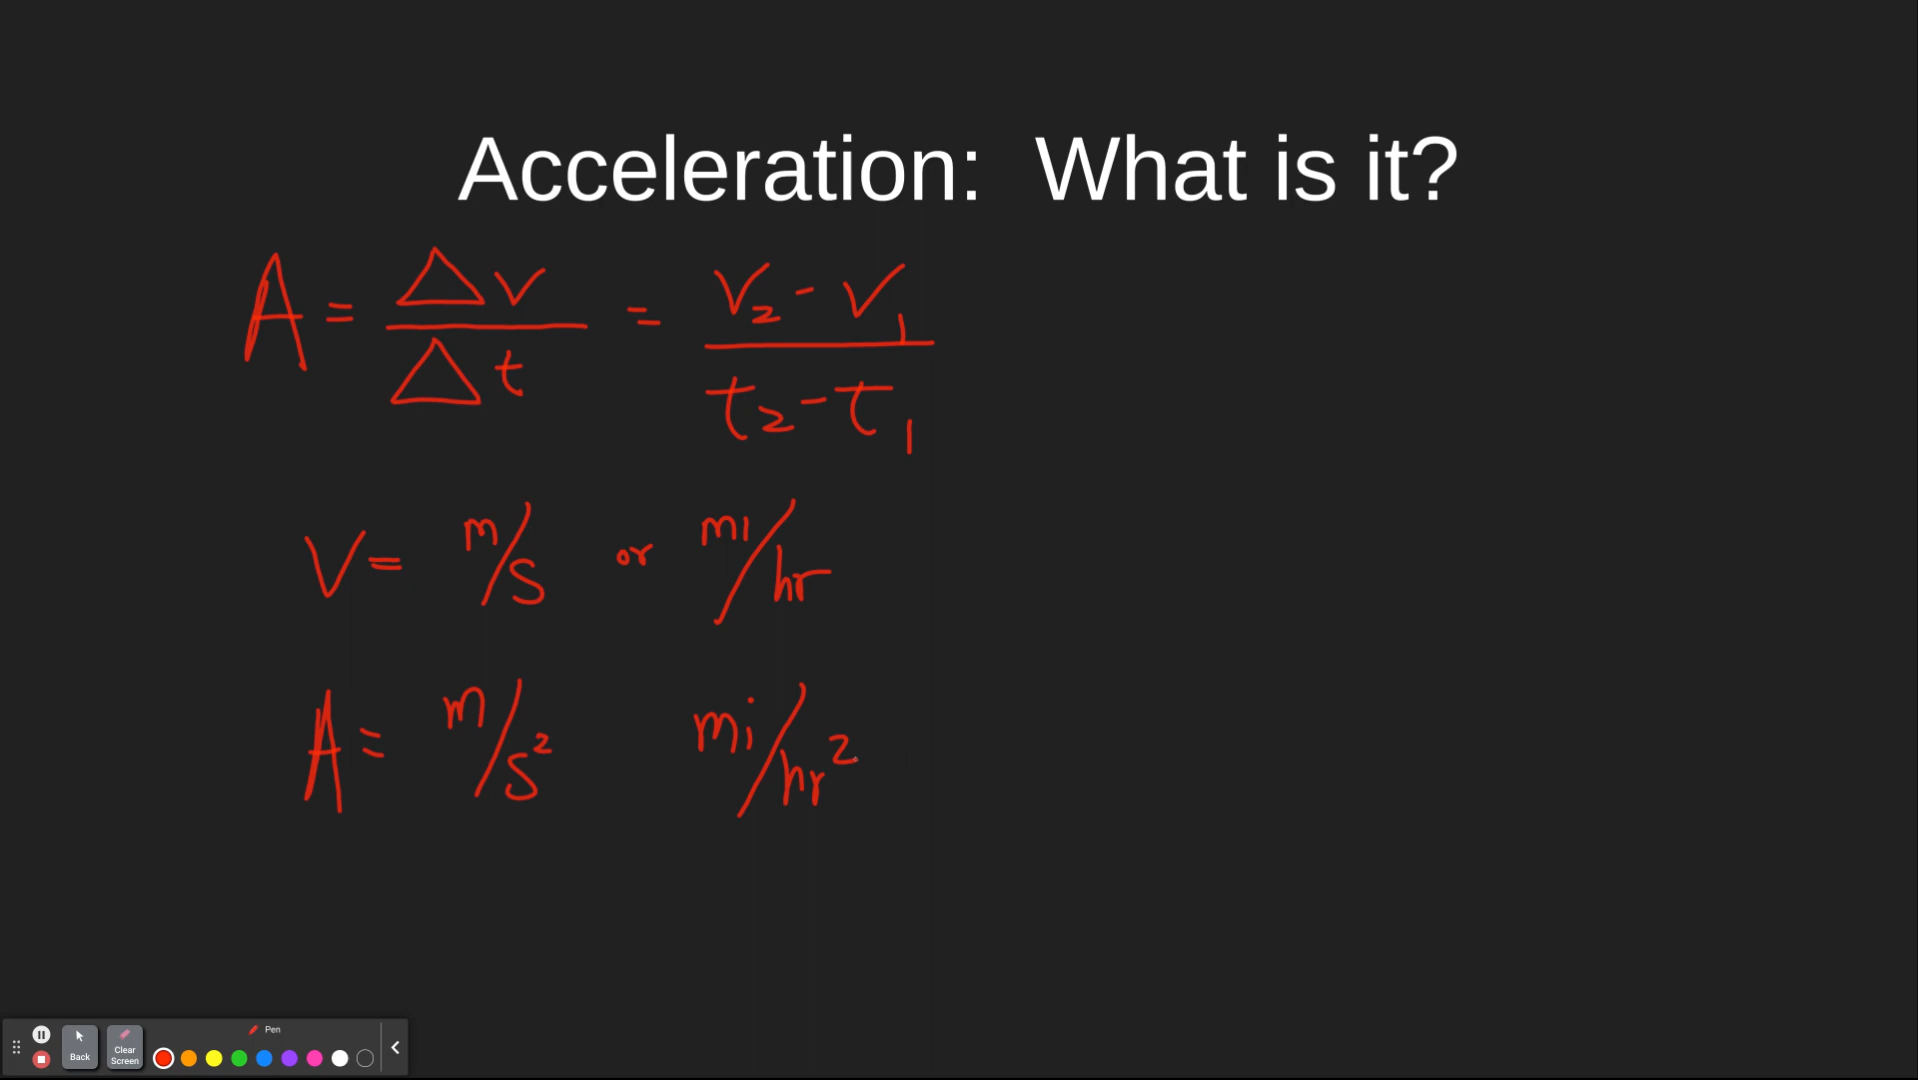 Acceleration: What is it?
A = Δv / Δt = V₂ - V₁ / t₂ - t₁
V = m/s or mi/hr
A = m/s² mi/hr²
Pen
Back
Clear Screen